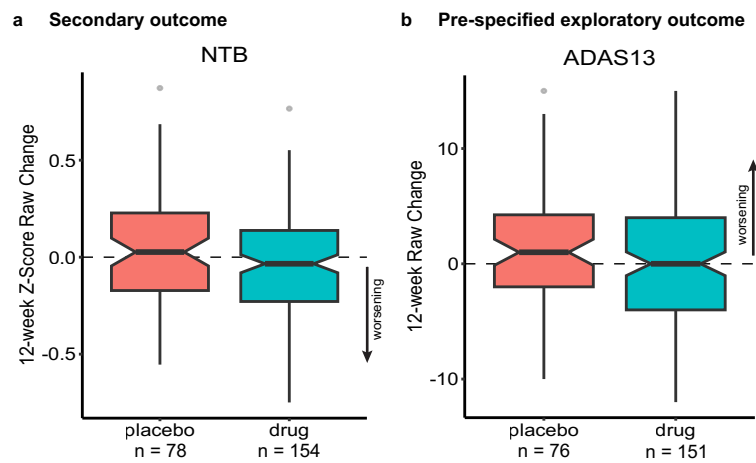 a Secondary outcome
NTB
12-week Z-Score Raw Change
0.5
0.0
-0.5
worsening
placebo
n = 78
drug
n = 154
b Pre-specified exploratory outcome
ADAS13
12-week Raw Change
10
0
-10
worsening
placebo
n = 76
drug
n = 151